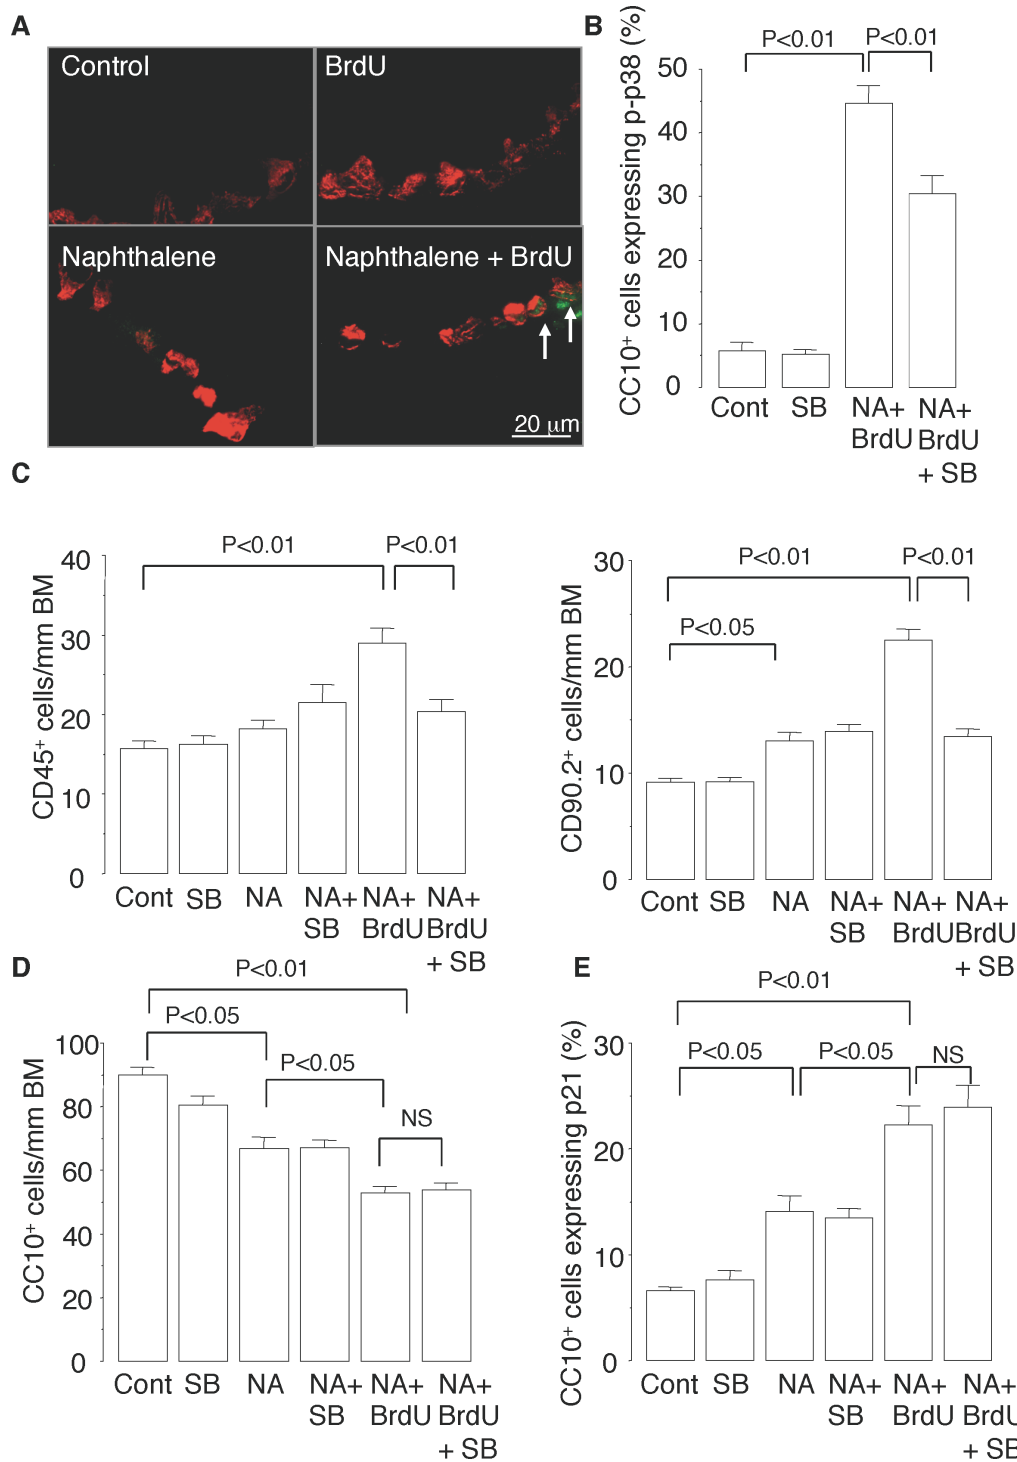 A
Control
BrdU
Naphthalene
Naphthalene + BrdU
20 µm
B
CC10+ cells expressing p-p38 (%)
P<0.01
P<0.01
50
40
30
20
10
0
Cont
SB
NA+
BrdU
NA+
BrdU
+ SB
C
CD45+ cells/mm BM
P<0.01
P<0.01
40
30
20
10
0
Cont
SB
NA
NA+
SB
NA+
BrdU
NA+
BrdU
+ SB
CD90.2+ cells/mm BM
P<0.01
P<0.01
P<0.05
30
20
10
0
Cont
SB
NA
NA+
SB
NA+
BrdU
NA+
BrdU
+ SB
D
CC10+ cells/mm BM
P<0.01
P<0.05
P<0.05
NS
100
80
60
40
20
0
Cont
SB
NA
NA+
SB
NA+
BrdU
NA+
BrdU
+ SB
E
CC10+ cells expressing p21 (%)
P<0.01
P<0.05
P<0.05
NS
30
20
10
0
Cont
SB
NA
NA+
SB
NA+
BrdU
NA+
BrdU
+ SB